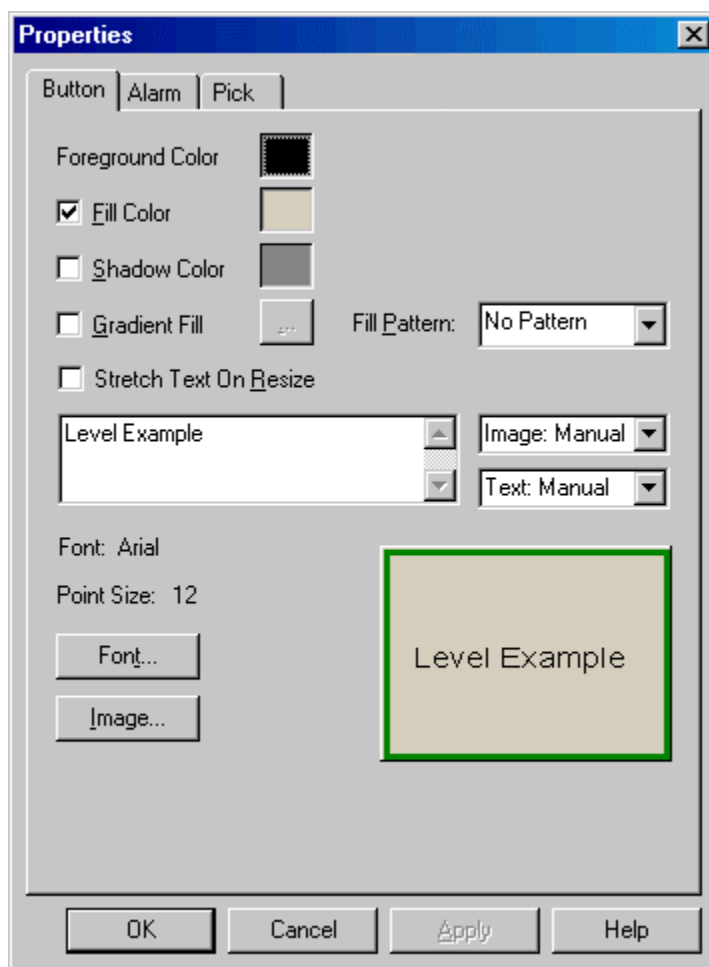 Properties
Button Alarm Pick
Foreground Color
Fill Color
Shadow Color
Gradient Fill ... Fill Pattern: No Pattern
Stretch Text On Resize
Level Example Image: Manual
Text: Manual
Font: Arial
Point Size: 12
Font... Level Example
Image...
OK Cancel Apply Help